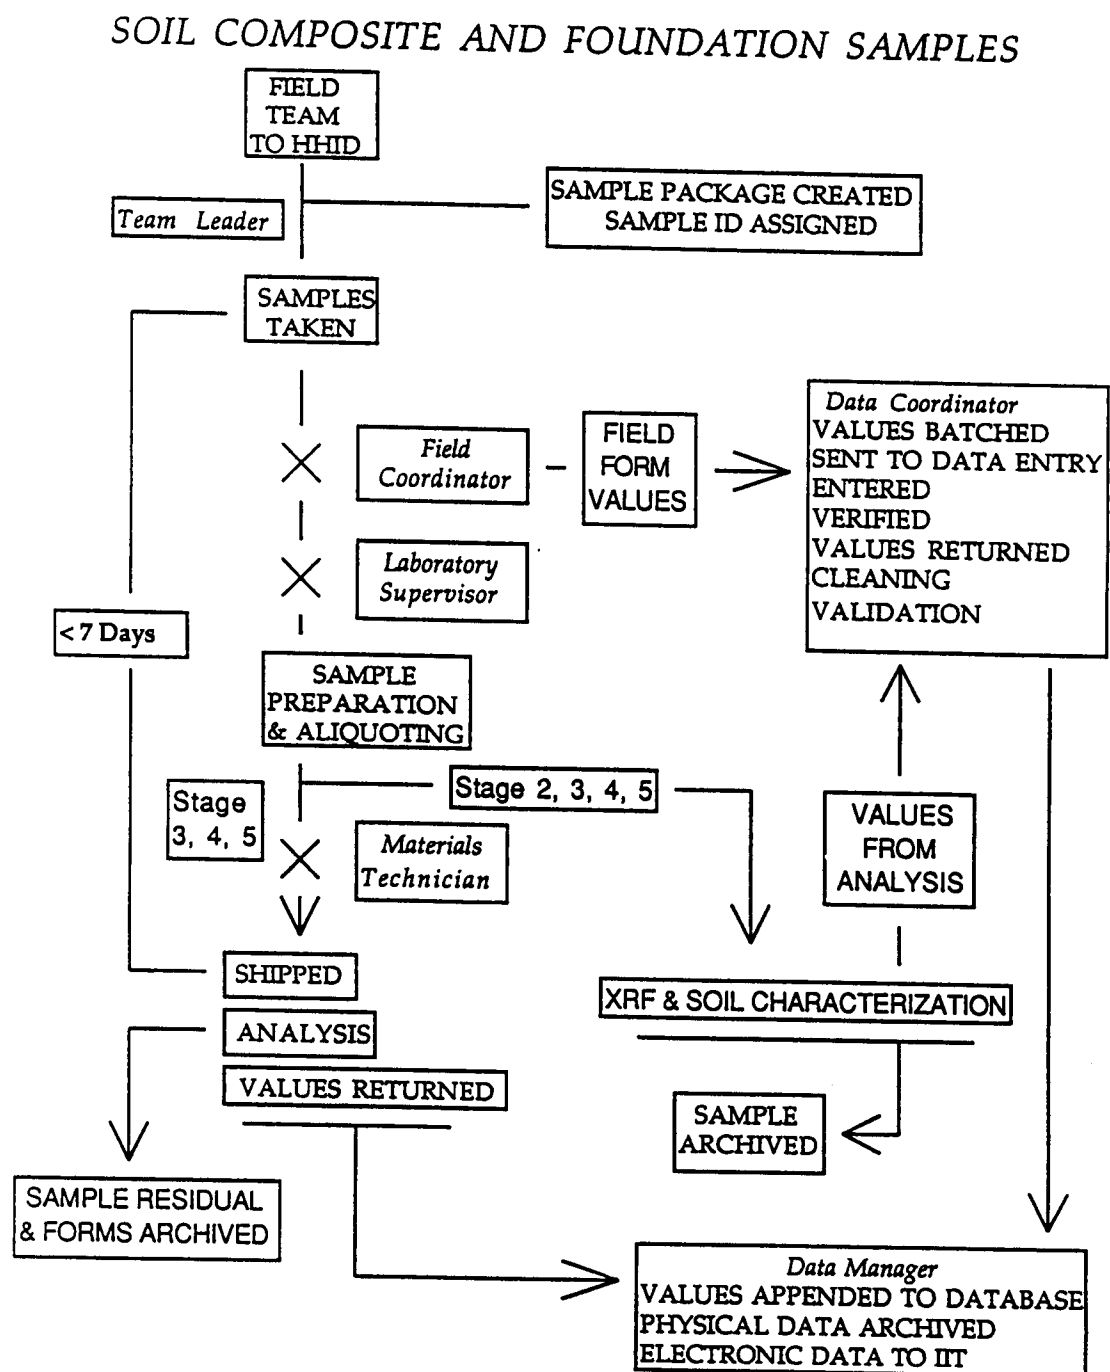 SOIL COMPOSITE AND FOUNDATION SAMPLES
FIELD
TEAM
TO HHID
Team Leader
SAMPLE PACKAGE CREATED
SAMPLE ID ASSIGNED
SAMPLES
TAKEN
Field
Coordinator
FIELD
FORM
VALUES
Data Coordinator
VALUES BATCHED
SENT TO DATA ENTRY
ENTERED
VERIFIED
VALUES RETURNED
CLEANING
VALIDATION
Laboratory
Supervisor
< 7 Days
SAMPLE
PREPARATION
& ALIQUOTING
Stage
3, 4, 5
Stage 2, 3, 4, 5
Materials
Technician
VALUES
FROM
ANALYSIS
SHIPPED
XRF & SOIL CHARACTERIZATION
ANALYSIS
VALUES RETURNED
SAMPLE
ARCHIVED
SAMPLE RESIDUAL
& FORMS ARCHIVED
Data Manager
VALUES APPENDED TO DATABASE
PHYSICAL DATA ARCHIVED
ELECTRONIC DATA TO IIT